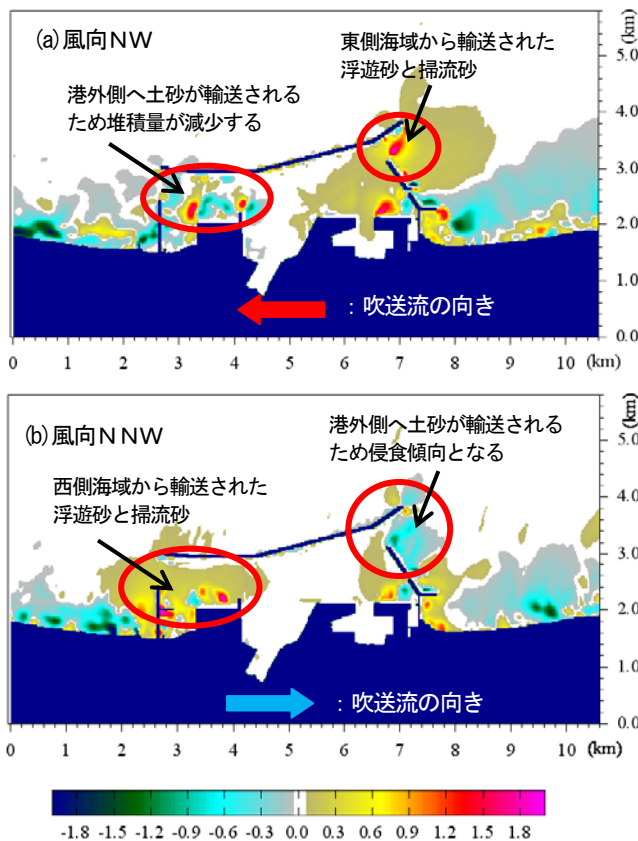 (a)風向NW
東側海域から輸送された
浮遊砂と掃流砂
港外側へ土砂が輸送される
ため堆積量が減少する
：吹送流の向き
5.0
4.0
3.0
2.0
1.0
0.0
(km)
0 1 2 3 4 5 6 7 8 9 10
(km)
(b)風向NNW
港外側へ土砂が輸送される
ため侵食傾向となる
西側海域から輸送された
浮遊砂と掃流砂
：吹送流の向き
5.0
4.0
3.0
2.0
1.0
0.0
(km)
0 1 2 3 4 5 6 7 8 9 10
(km)
-1.8 -1.5 -1.2 -0.9 -0.6 -0.3 0.0 0.3 0.6 0.9 1.2 1.5 1.8